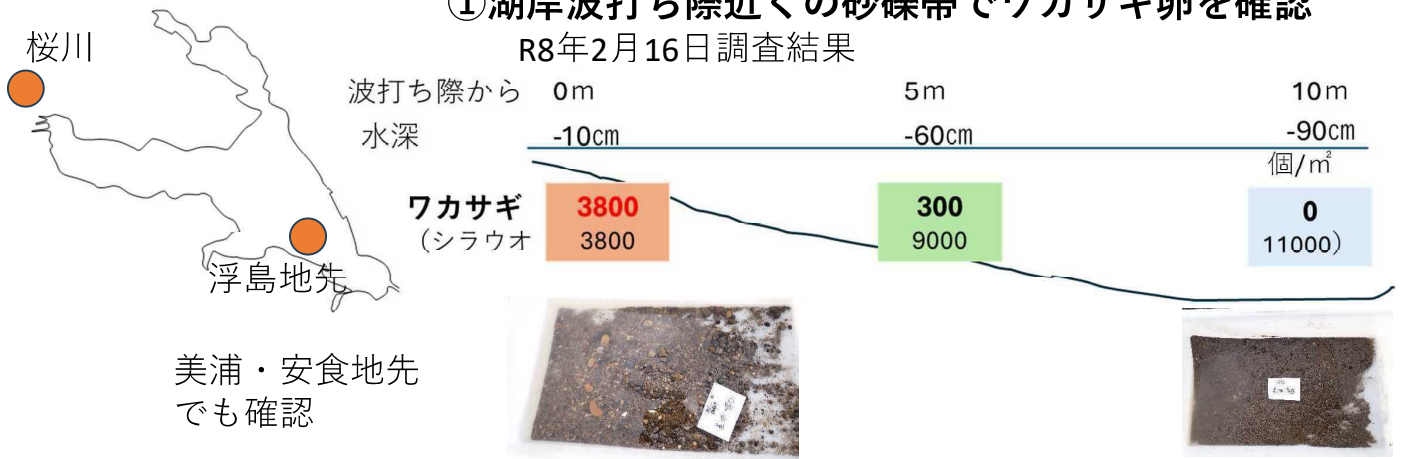 ①湖岸波打ち際近くの砂礫帯でワカサギ卵を確認
R8年2月16日調査結果
桜川
波打ち際から 0m 5m 10m
水深 -10㎝ -60㎝ -90㎝
個/㎡
ワカサギ 3800 300 0
（シラウオ 3800 9000 11000）
浮島地先
美浦・安食地先
でも確認